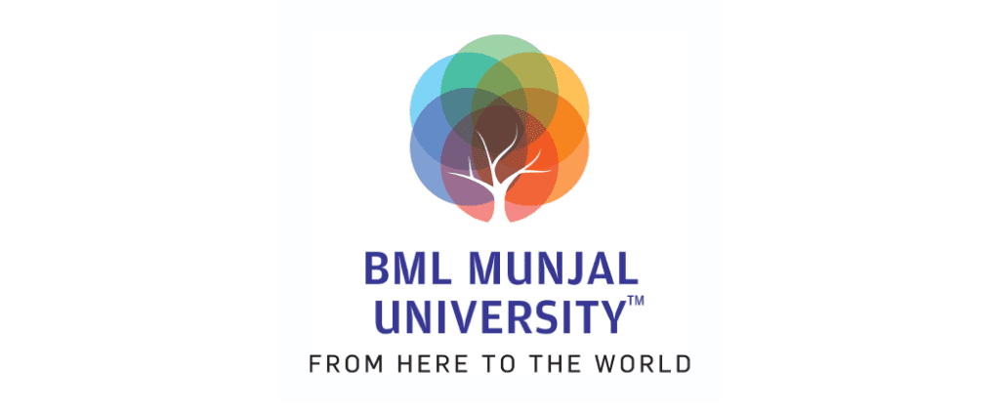 BML MUNJAL
UNIVERSITY™
FROM HERE TO THE WORLD